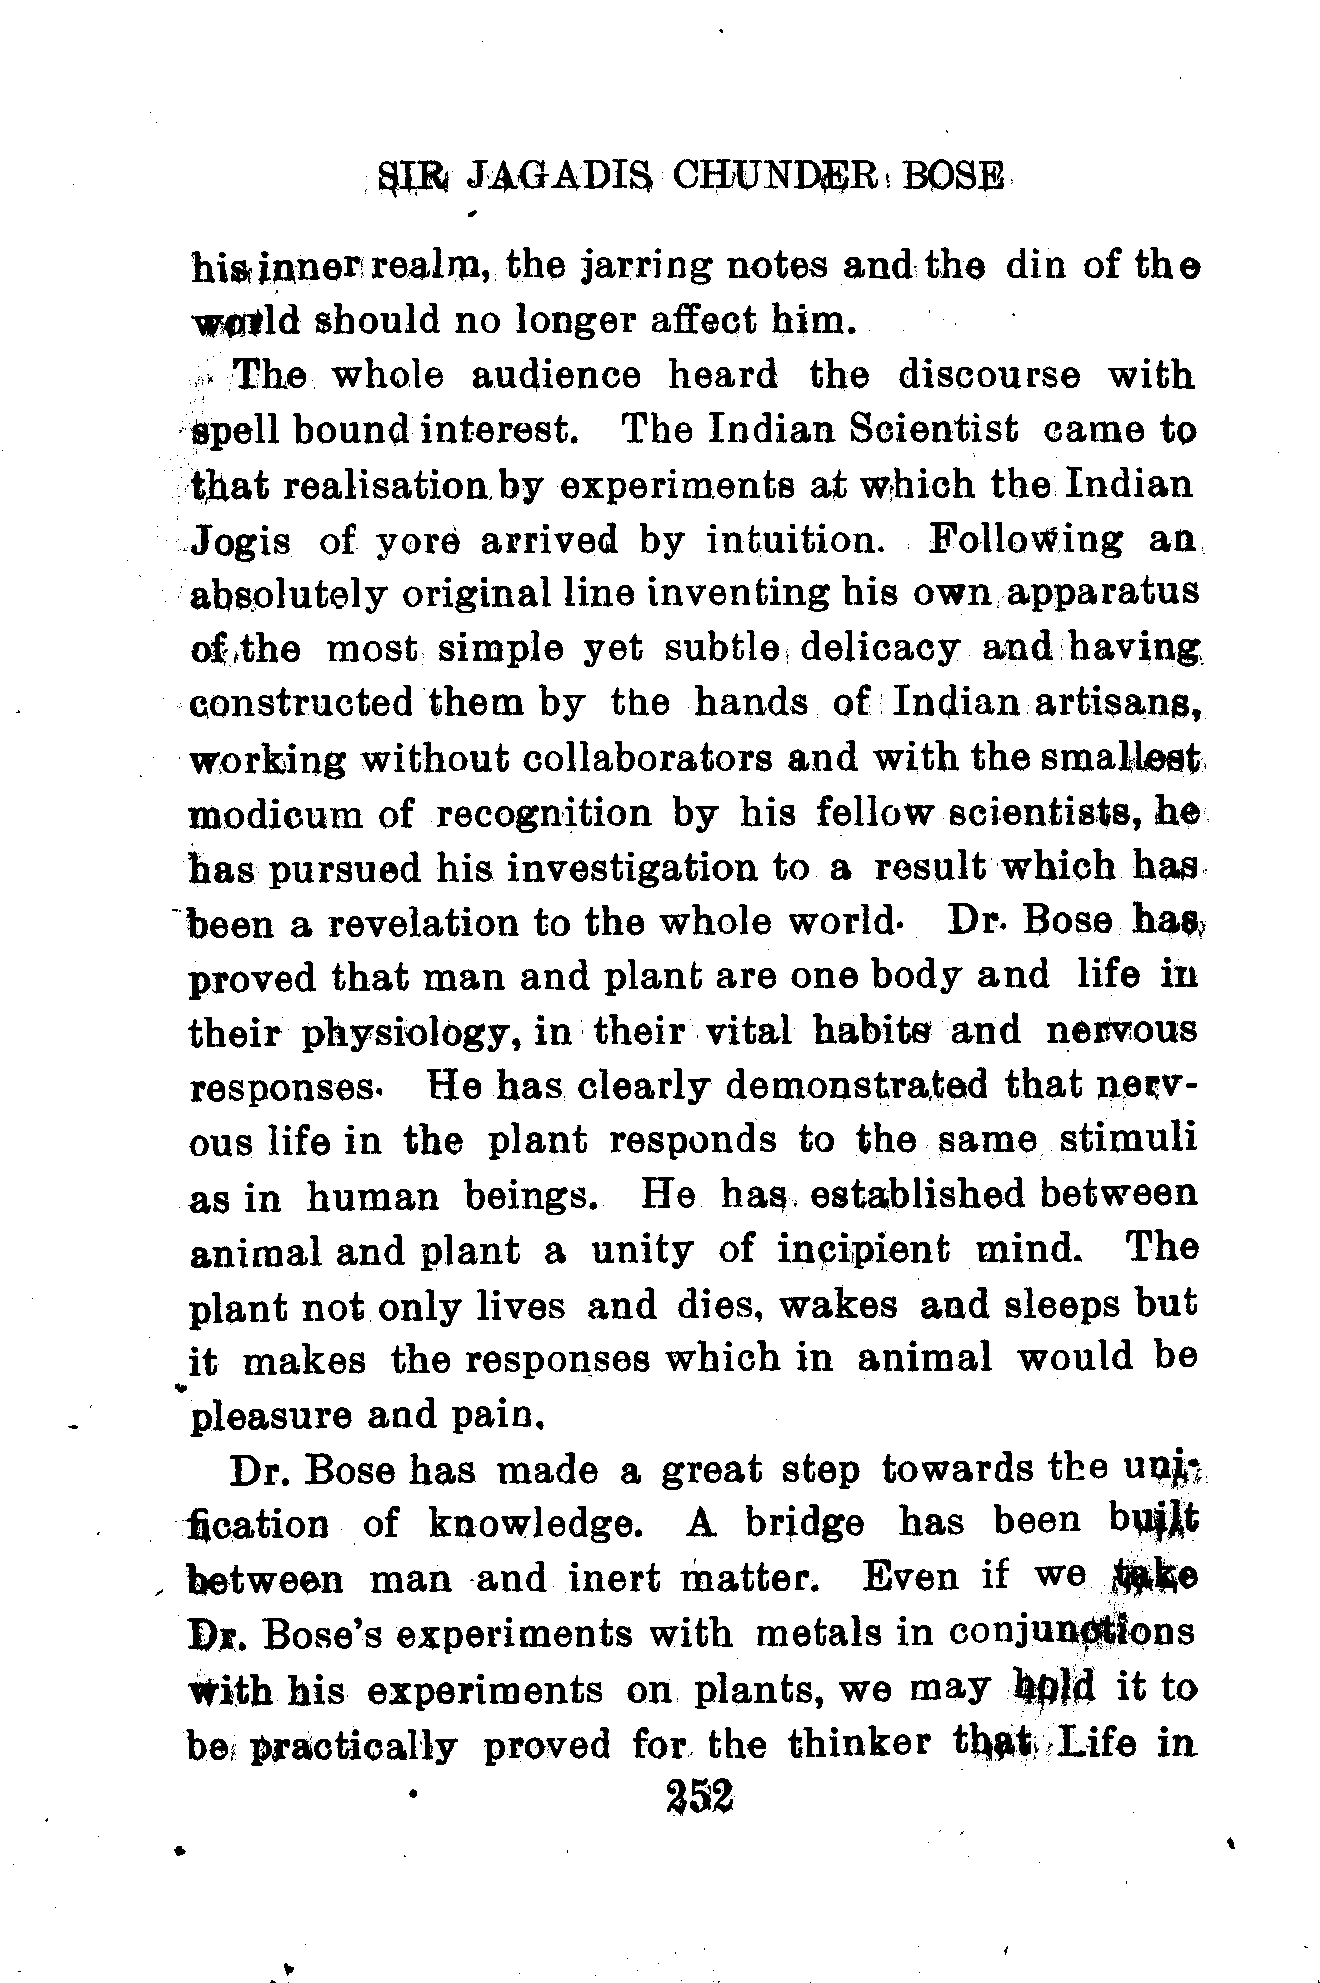 SIR JAGADIS CHUNDER BOSE
his inner realm, the jarring notes and the din of the
world should no longer affect him.
The whole audience heard the discourse with
spell bound interest. The Indian Scientist came to
that realisation by experiments at which the Indian
Jogis of yore arrived by intuition. Following an
absolutely original line inventing his own apparatus
of the most simple yet subtle delicacy and having
constructed them by the hands of Indian artisans,
working without collaborators and with the smallest
modicum of recognition by his fellow scientists, he
has pursued his investigation to a result which has
been a revelation to the whole world. Dr. Bose has
proved that man and plant are one body and life in
their physiology, in their vital habits and nervous
responses. He has clearly demonstrated that nerv-
ous life in the plant responds to the same stimuli
as in human beings. He has established between
animal and plant a unity of incipient mind. The
plant not only lives and dies, wakes and sleeps but
it makes the responses which in animal would be
pleasure and pain.
Dr. Bose has made a great step towards the uni-
fication of knowledge. A bridge has been built
between man and inert matter. Even if we take
Dr. Bose's experiments with metals in conjunctions
with his experiments on plants, we may hold it to
be practically proved for the thinker that Life in
252